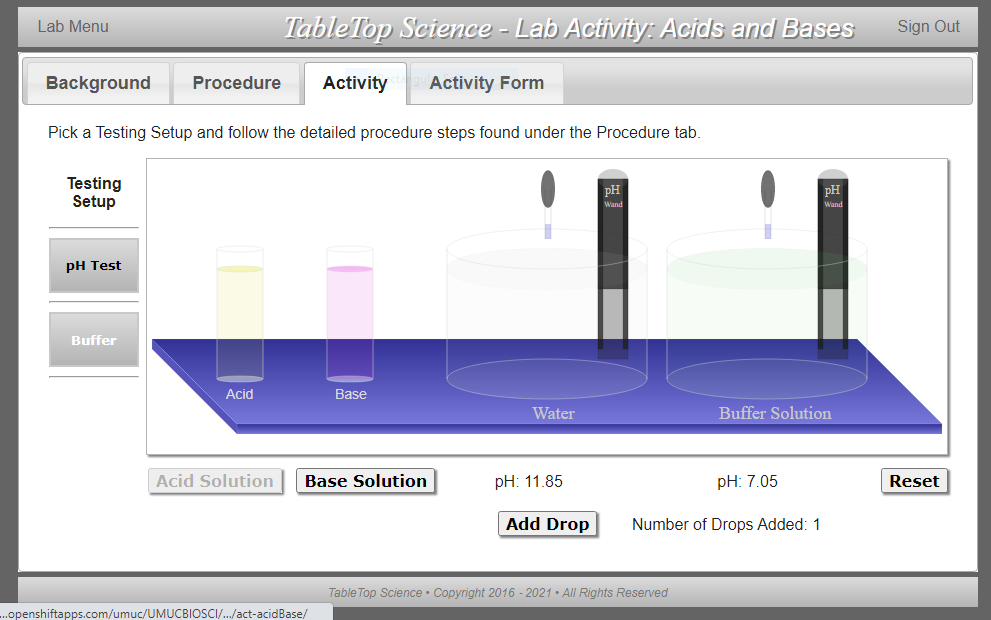 Lab Menu
TableTop Science - Lab Activity: Acids and Bases
Sign Out
Background
Procedure
Activity
Activity Form
Pick a Testing Setup and follow the detailed procedure steps found under the Procedure tab.
Testing
Setup
pH Test
Buffer
pH
Wand
pH
Wand
Acid
Base
Water
Buffer Solution
Acid Solution
Base Solution
pH: 11.85
pH: 7.05
Reset
Add Drop
Number of Drops Added: 1
TableTop Science • Copyright 2016 - 2021 • All Rights Reserved
...openshiftapps.com/umuc/UMUCBIOSCI/.../act-acidBase/